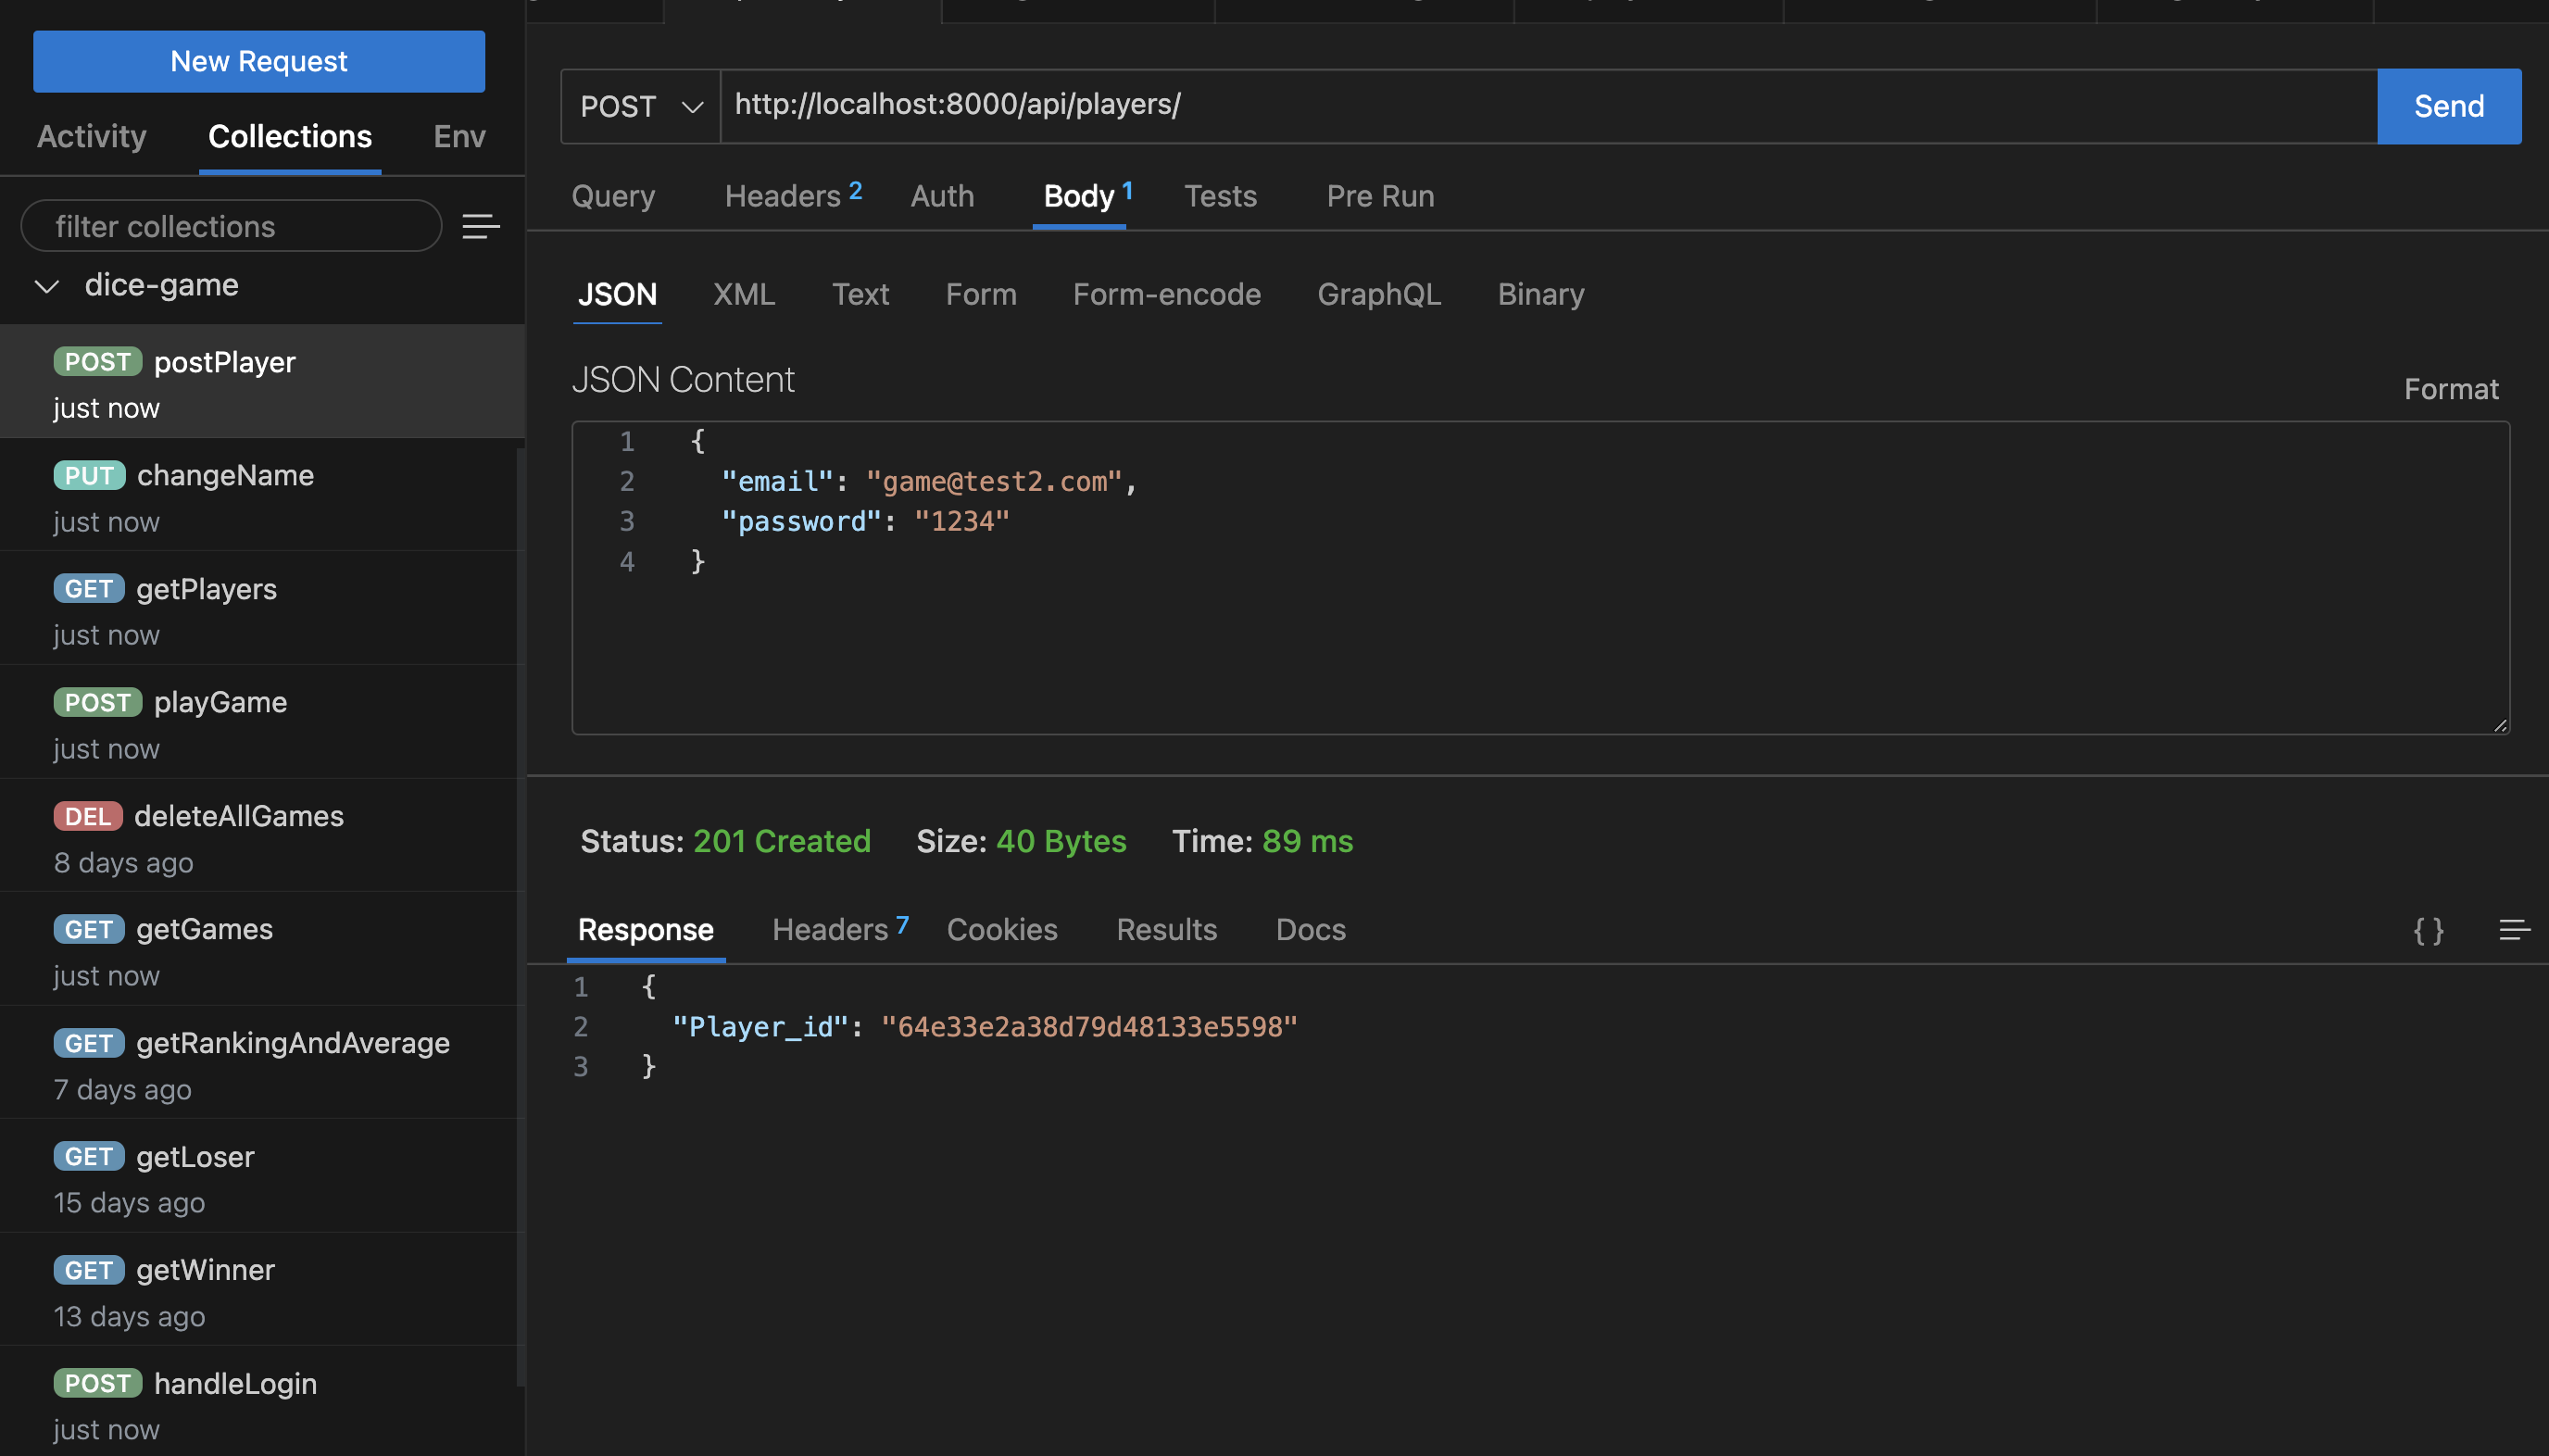 New Request
Activity Collections Env
filter collections
dice-game
POST postPlayer
just now
PUT changeName
just now
GET getPlayers
just now
POST playGame
just now
DEL deleteAllGames
8 days ago
GET getGames
just now
GET getRankingAndAverage
7 days ago
GET getLoser
15 days ago
GET getWinner
13 days ago
POST handleLogin
just now
POST http://localhost:8000/api/players/ Send
Query Headers 2 Auth Body 1 Tests Pre Run
JSON XML Text Form Form-encode GraphQL Binary
JSON Content
Format
1 {
2 "email": "game@test2.com",
3 "password": "1234"
4 }
Status: 201 Created Size: 40 Bytes Time: 89 ms
Response Headers 7 Cookies Results Docs { }
1 {
2 "Player_id": "64e33e2a38d79d48133e5598"
3 }